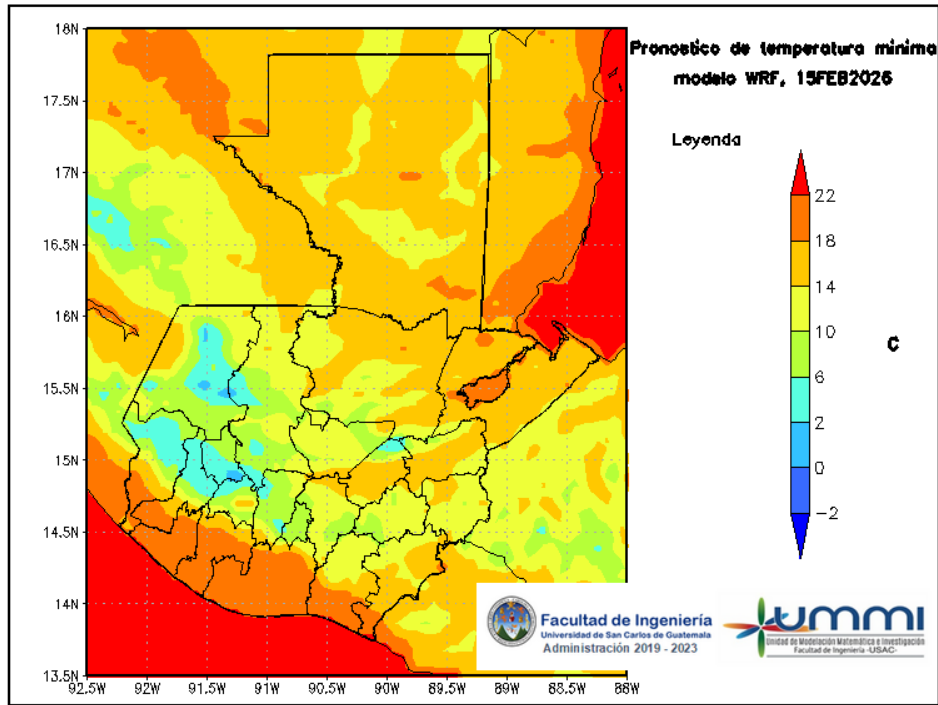 Pronostico de temperatura minima
modelo WRF, 15FEB2026
Leyenda
22
18
14
10
6
2
0
−2
C
18N
17.5N
17N
16.5N
16N
15.5N
15N
14.5N
14N
13.5N
92.5W 92W 91.5W 91W 90.5W 90W 89.5W 89W 88.5W 88W
Facultad de Ingeniería
Universidad de San Carlos de Guatemala
Administración 2019 - 2023
UMMI
Unidad de Modelación Matemática e Investigación
Facultad de Ingeniería -USAC-